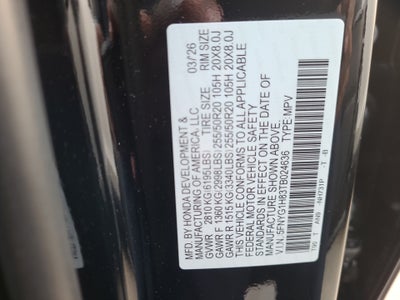 MFD. BY HONDA DEVELOPMENT & 03/26
MANUFACTURING OF AMERICA, LLC
GVWR 2810KG(6195LBS) TIRE SIZE RIM SIZE
GAWR F 1360KG(2998LBS)255/50R20 105H 20X8.0J
GAWR R 1515KG(3340LBS)255/50R20 105H 20X8.0J
THIS VEHICLE CONFORMS TO ALL APPLICABLE
FEDERAL MOTOR VEHICLE SAFETY
STANDARDS IN EFFECT ON THE DATE OF
MANUFACTURE SHOWN ABOVE.
V.I.N. 5FNYG1H83TB024636 TYPE:MPV
NH731P